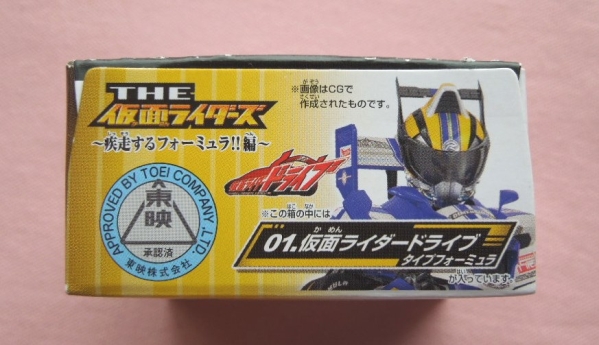 THE
仮面ライダーズ
～疾走するフォーミュラ!!編～
※画像はCGで
作成されたものです。
仮面ライダードライブ
APPROVED BY TOEI COMPANY, LTD.
東映
承認済
東映株式会社
※この箱の中には
01.仮面ライダードライブ
タイプフォーミュラ
が入っています。